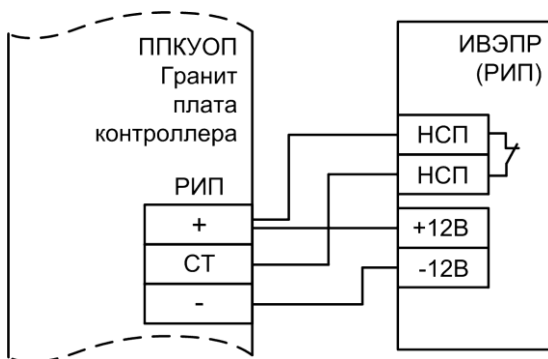 ППКУОП
Гранит
плата
контроллера
РИП
+
СТ
-
ИВЭПР
(РИП)
НСП
НСП
+12В
-12В